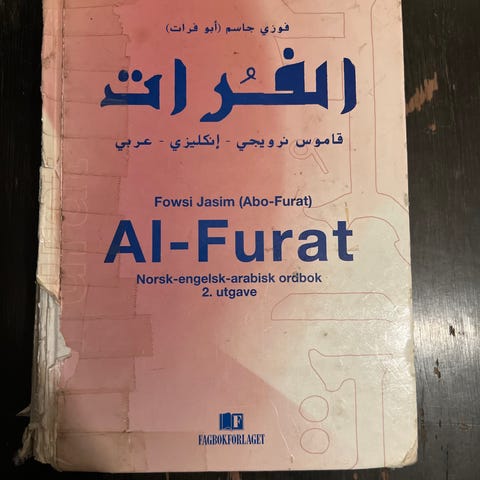 فوزي جاسم (أبو فرات)
الفُرات
قاموس نرويجي - إنكليزي - عربي
Fowsi Jasim (Abo-Furat)
Al-Furat
Norsk-engelsk-arabisk ordbok
2. utgave
F
FAGBOKFORLAGET